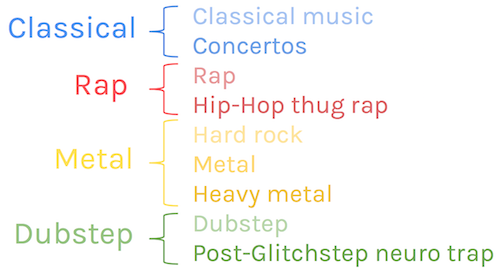 Classical
Classical music
Concertos
Rap
Rap
Hip-Hop thug rap
Metal
Hard rock
Metal
Heavy metal
Dubstep
Dubstep
Post-Glitchstep neuro trap